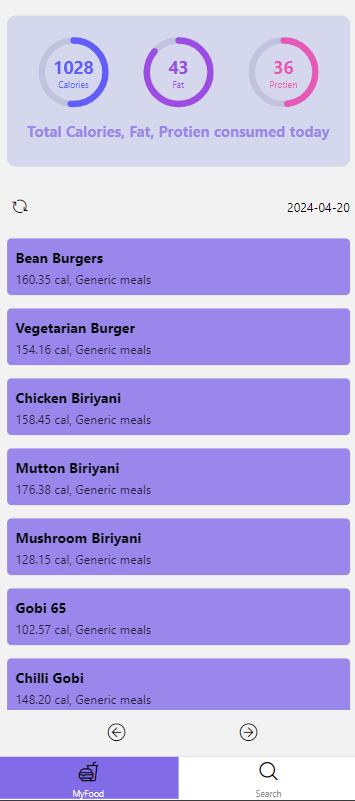 1028
Calories
43
Fat
36
Protien
Total Calories, Fat, Protien consumed today
2024-04-20
Bean Burgers
160.35 cal, Generic meals
Vegetarian Burger
154.16 cal, Generic meals
Chicken Biriyani
158.45 cal, Generic meals
Mutton Biriyani
176.38 cal, Generic meals
Mushroom Biriyani
128.15 cal, Generic meals
Gobi 65
102.57 cal, Generic meals
Chilli Gobi
148.20 cal, Generic meals
MyFood
Search